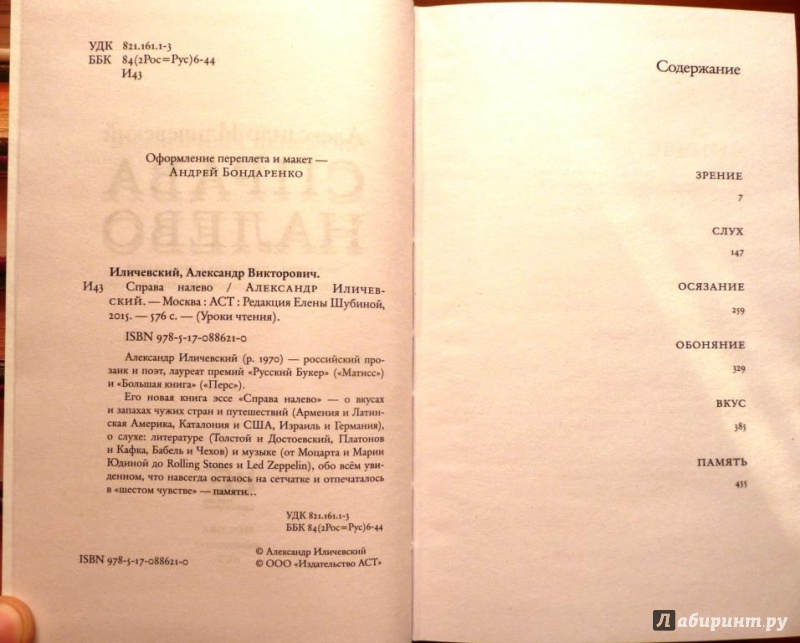 УДК 821.161.1-3
ББК 84(2Рос=Рус)6-44
И43
Оформление переплета и макет —
Андрей Бондаренко
Иличевский, Александр Викторович.
И43 Справа налево / Александр Иличев-
ский. — Москва : АСТ : Редакция Елены Шубиной,
2015. — 576 с. — (Уроки чтения).
ISBN 978-5-17-088621-0
Александр Иличевский (р. 1970) — российский про-
заик и поэт, лауреат премий «Русский Букер» («Матисс»)
и «Большая книга» («Перс»).
Его новая книга эссе «Справа налево» — о вкусах
и запахах чужих стран и путешествий (Армения и Латин-
ская Америка, Каталония и США, Израиль и Германия),
о слухе: литературе (Толстой и Достоевский, Платонов
и Кафка, Бабель и Чехов) и музыке (от Моцарта и Марии
Юдиной до Rolling Stones и Led Zeppelin), обо всём уви-
денном, что навсегда осталось на сетчатке и отпечаталось
в «шестом чувстве» — памяти...
УДК 821.161.1-3
ББК 84(2Рос=Рус)6-44
ISBN 978-5-17-088621-0
© Александр Иличевский
© ООО «Издательство АСТ»
Содержание
ЗРЕНИЕ
7
СЛУХ
147
ОСЯЗАНИЕ
259
ОБОНЯНИЕ
329
ВКУС
385
ПАМЯТЬ
455
Лабиринт.ру